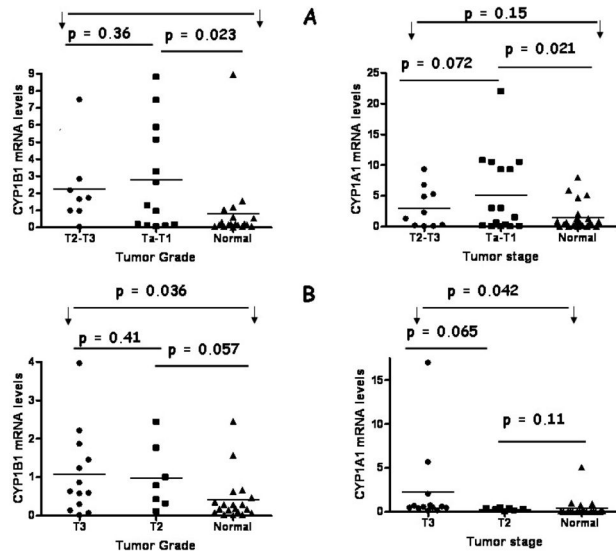 A
p = 0.36
p = 0.023
CYP1B1 mRNA levels
9
8
7
6
5
4
3
2
1
0
T2-T3
Ta-T1
Normal
Tumor Grade
p = 0.15
p = 0.072
p = 0.021
CYP1A1 mRNA levels
25
20
15
10
5
0
T2-T3
Ta-T1
Normal
Tumor stage
B
p = 0.036
p = 0.41
p = 0.057
CYP1B1 mRNA levels
4
3
2
1
0
T3
T2
Normal
Tumor Grade
p = 0.042
p = 0.065
p = 0.11
CYP1A1 mRNA levels
15
10
5
0
T3
T2
Normal
Tumor stage